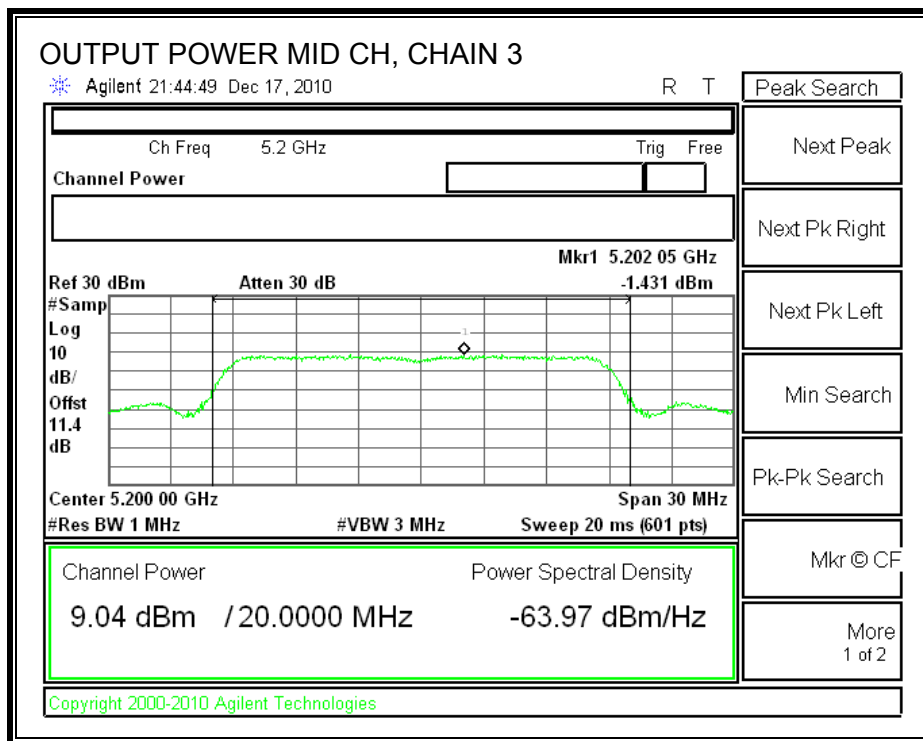 OUTPUT POWER MID CH, CHAIN 3
Agilent 21:44:49 Dec 17, 2010 R T
Peak Search
Ch Freq 5.2 GHz Trig Free
Channel Power
Mkr1 5.202 05 GHz
Ref 30 dBm Atten 30 dB -1.431 dBm
#Samp
Log
10
dB/
Offst
11.4
dB
1
Center 5.200 00 GHz Span 30 MHz
#Res BW 1 MHz #VBW 3 MHz Sweep 20 ms (601 pts)
Channel Power Power Spectral Density
9.04 dBm / 20.0000 MHz -63.97 dBm/Hz
Next Peak
Next Pk Right
Next Pk Left
Min Search
Pk-Pk Search
Mkr © CF
More
1 of 2
Copyright 2000-2010 Agilent Technologies